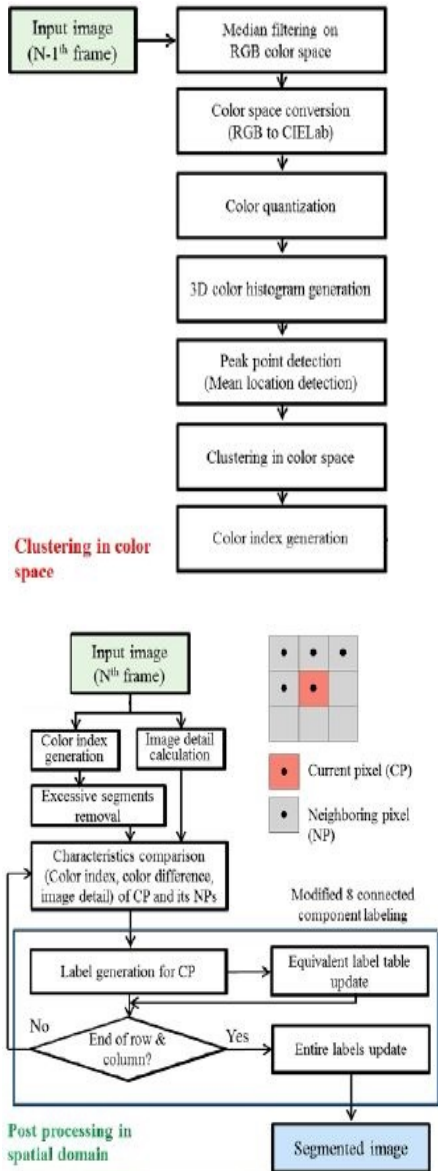 Input image
(N-1th frame)
Median filtering on
RGB color space
Color space conversion
(RGB to CIELab)
Color quantization
3D color histogram generation
Peak point detection
(Mean location detection)
Clustering in color space
Color index generation
Clustering in color
space
Input image
(Nth frame)
Color index
generation
Image detail
calculation
Excessive segments
removal
Current pixel (CP)
Neighboring pixel
(NP)
Characteristics comparison
(Color index, color difference,
image detail) of CP and its NPs
Modified 8 connected
component labeling
Label generation for CP
Equivalent label table
update
No
End of row &
column?
Yes
Entire labels update
Post processing in
spatial domain
Segmented image